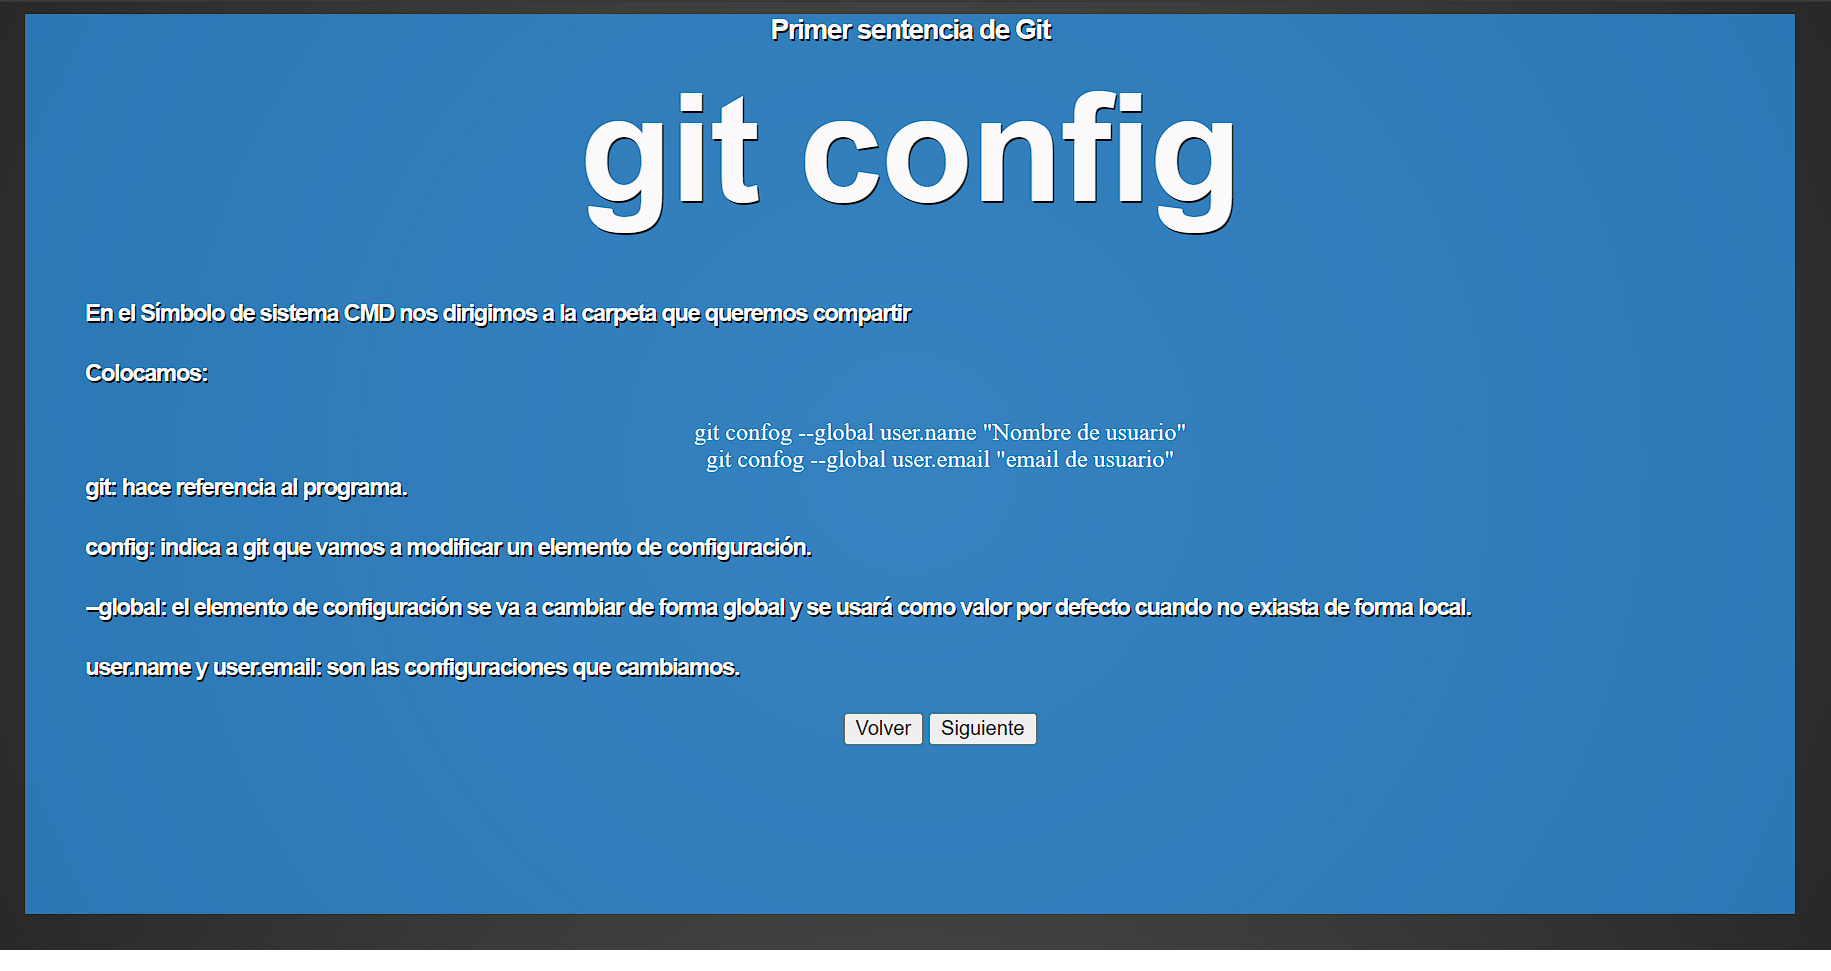 Primer sentencia de Git
git config
En el Símbolo de sistema CMD nos dirigimos a la carpeta que queremos compartir
Colocamos:
git confog --global user.name "Nombre de usuario"
git confog --global user.email "email de usuario"
git: hace referencia al programa.
config: indica a git que vamos a modificar un elemento de configuración.
–global: el elemento de configuración se va a cambiar de forma global y se usará como valor por defecto cuando no exiasta de forma local.
user.name y user.email: son las configuraciones que cambiamos.
Volver Siguiente